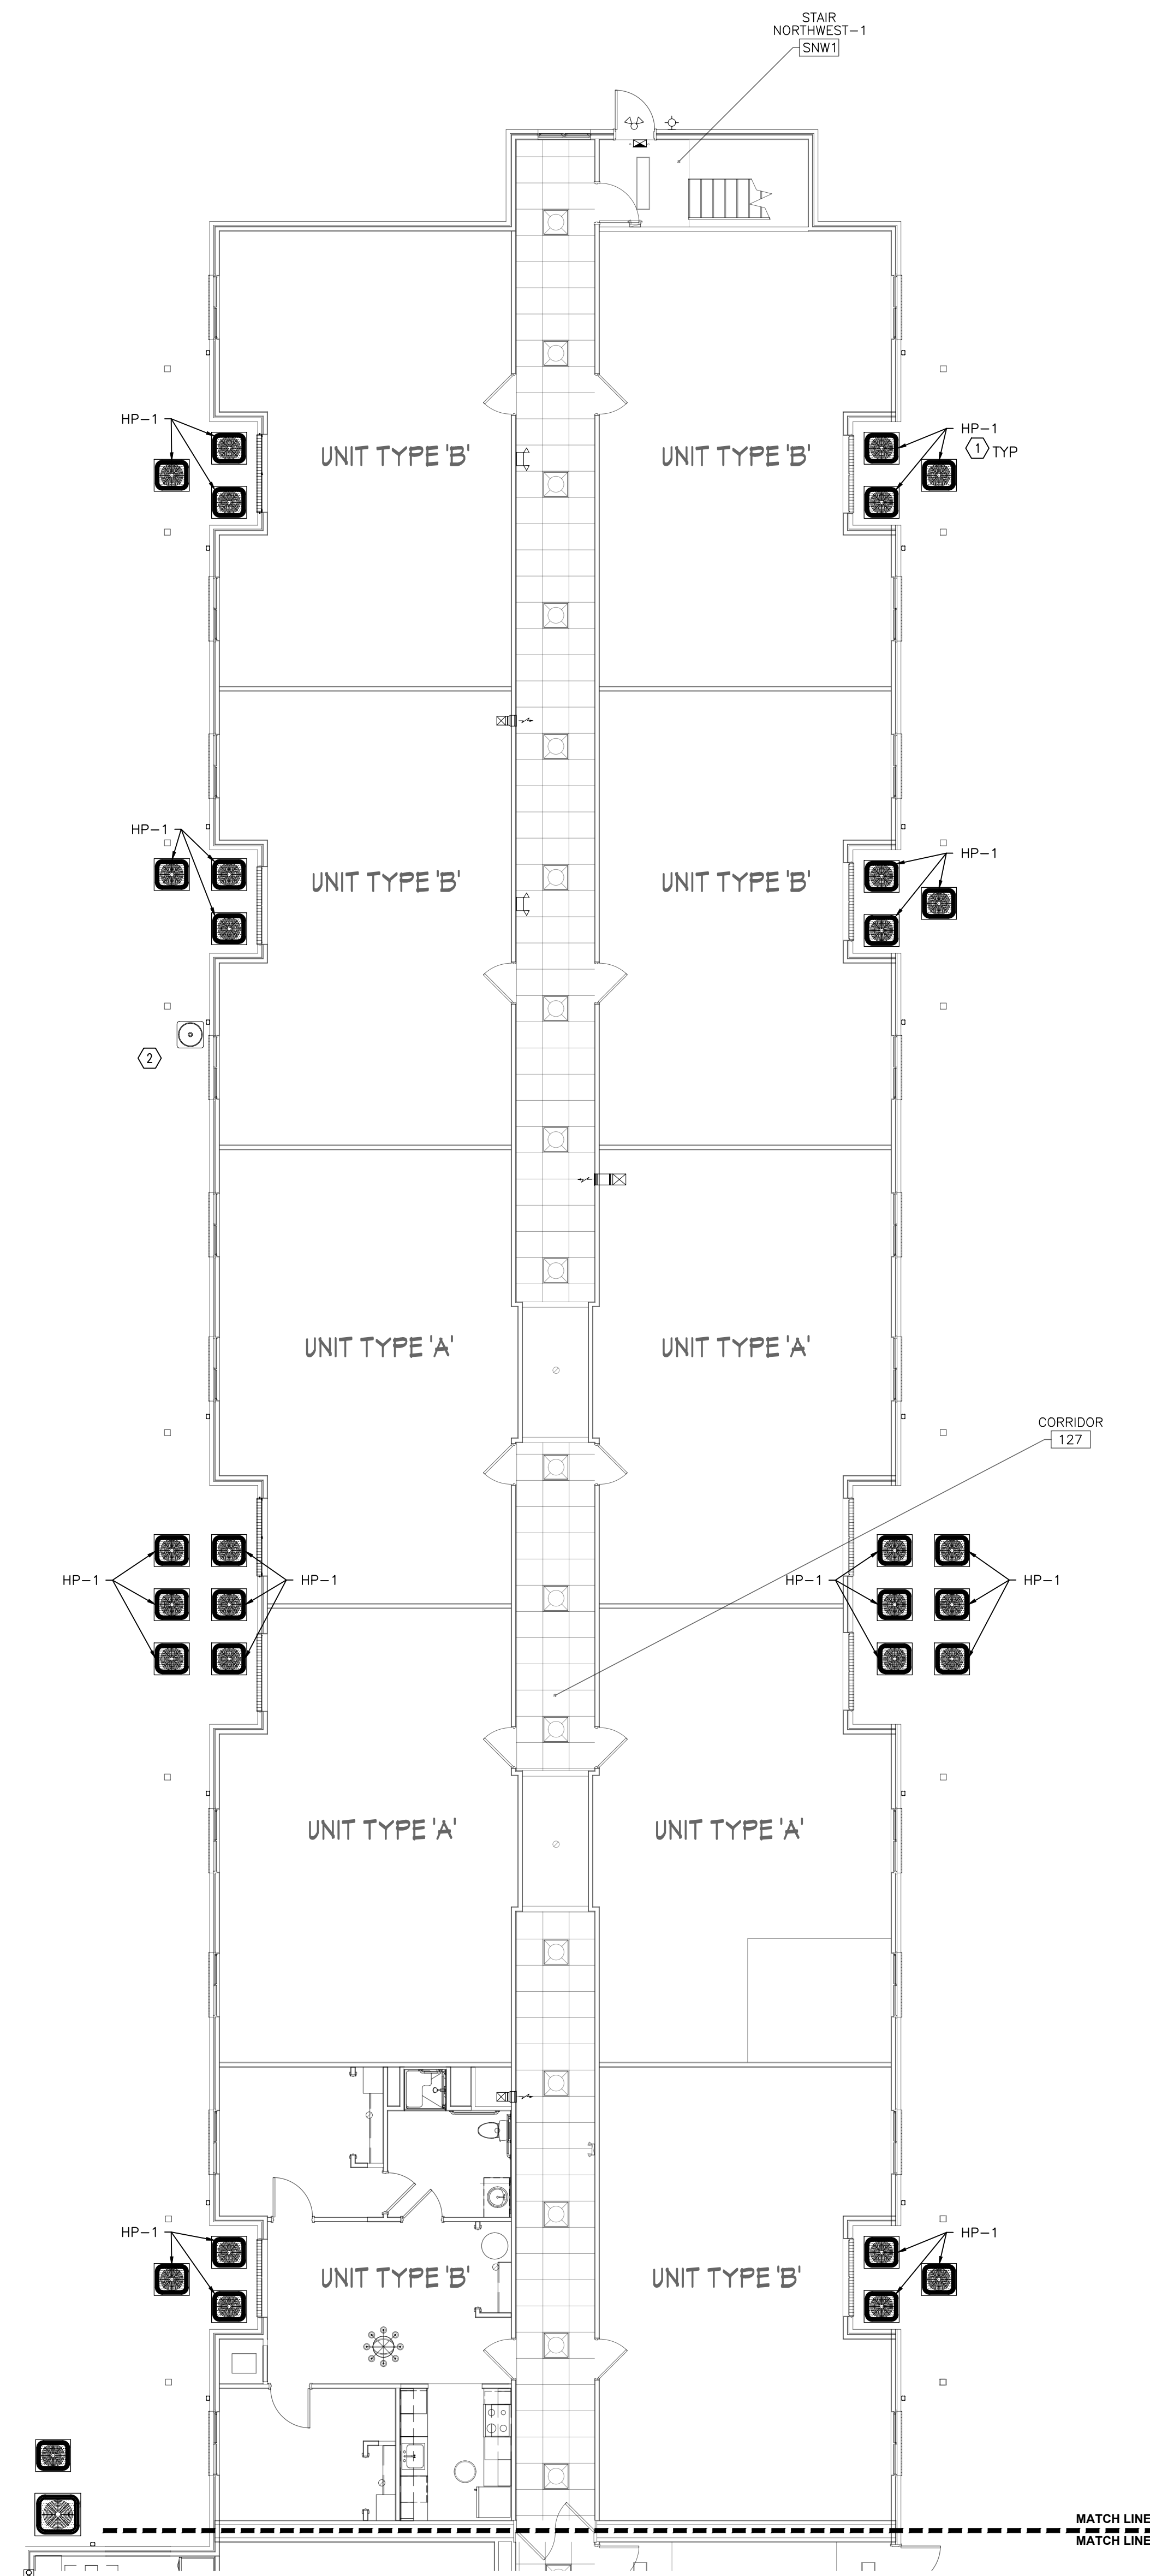 STAIR
NORTHWEST-1
SNW1
HP-1
UNIT TYPE 'B'
UNIT TYPE 'B'
HP-1
1 TYP
HP-1
UNIT TYPE 'B'
UNIT TYPE 'B'
HP-1
2
UNIT TYPE 'A'
UNIT TYPE 'A'
CORRIDOR
127
HP-1
HP-1
HP-1
HP-1
UNIT TYPE 'A'
UNIT TYPE 'A'
HP-1
UNIT TYPE 'B'
UNIT TYPE 'B'
HP-1
MATCH LINE
MATCH LINE